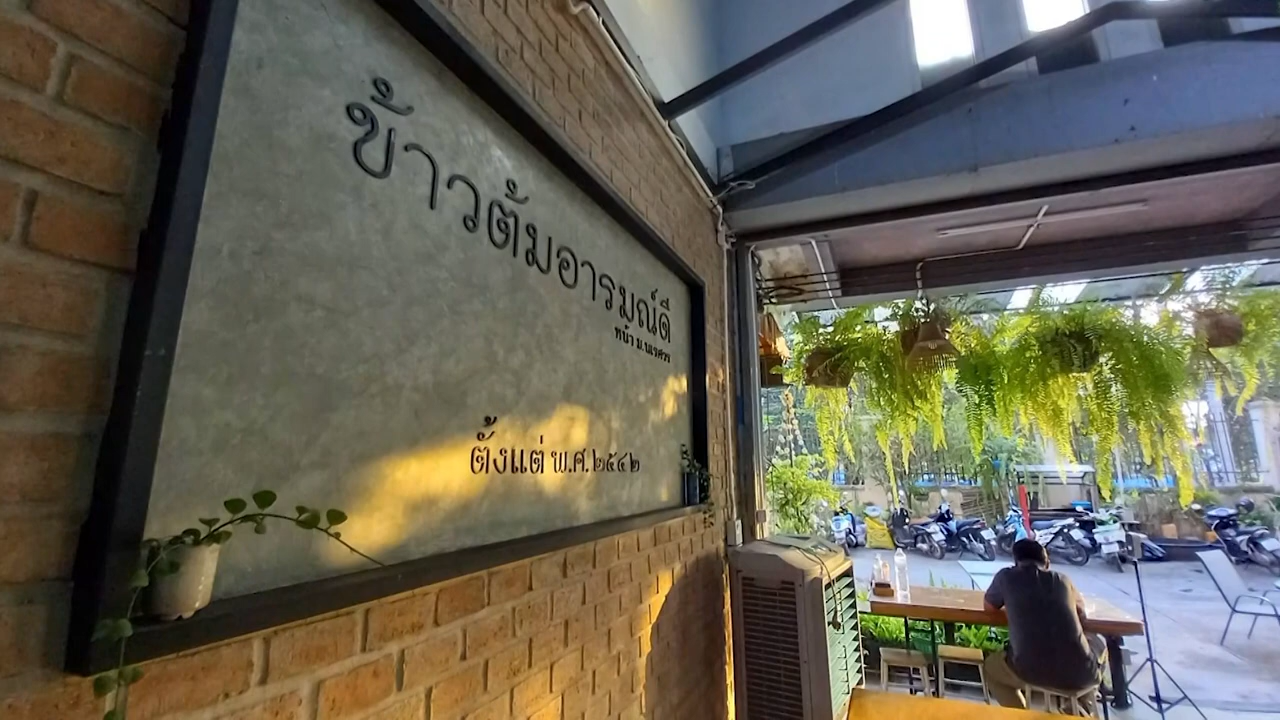 ข้าวต้มอารมณ์ดี
หน้า ม.นเรศวร
ตั้งแต่ พ.ศ. ๒๕๔๒